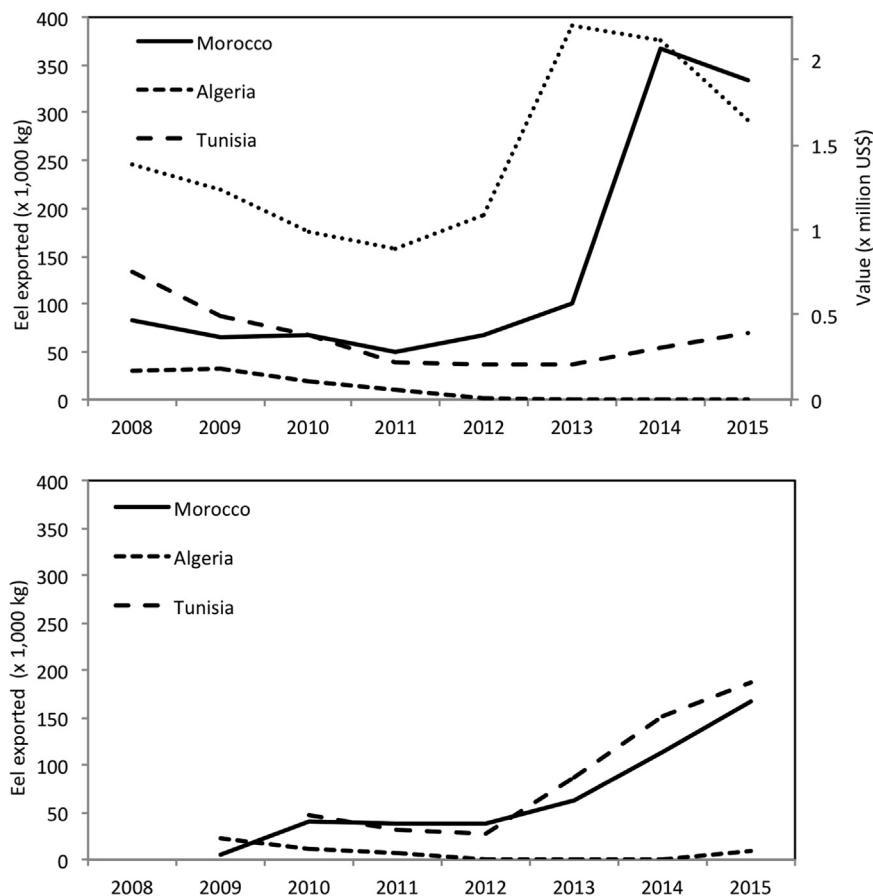 400
350
300
250
200
150
100
50
0
Eel exported (x 1,000 kg)
Morocco
Algeria
Tunisia
2
1.5
1
0.5
0
Value (x million US$)
2008 2009 2010 2011 2012 2013 2014 2015
400
350
300
250
200
150
100
50
0
Eel exported (x 1,000 kg)
Morocco
Algeria
Tunisia
2008 2009 2010 2011 2012 2013 2014 2015